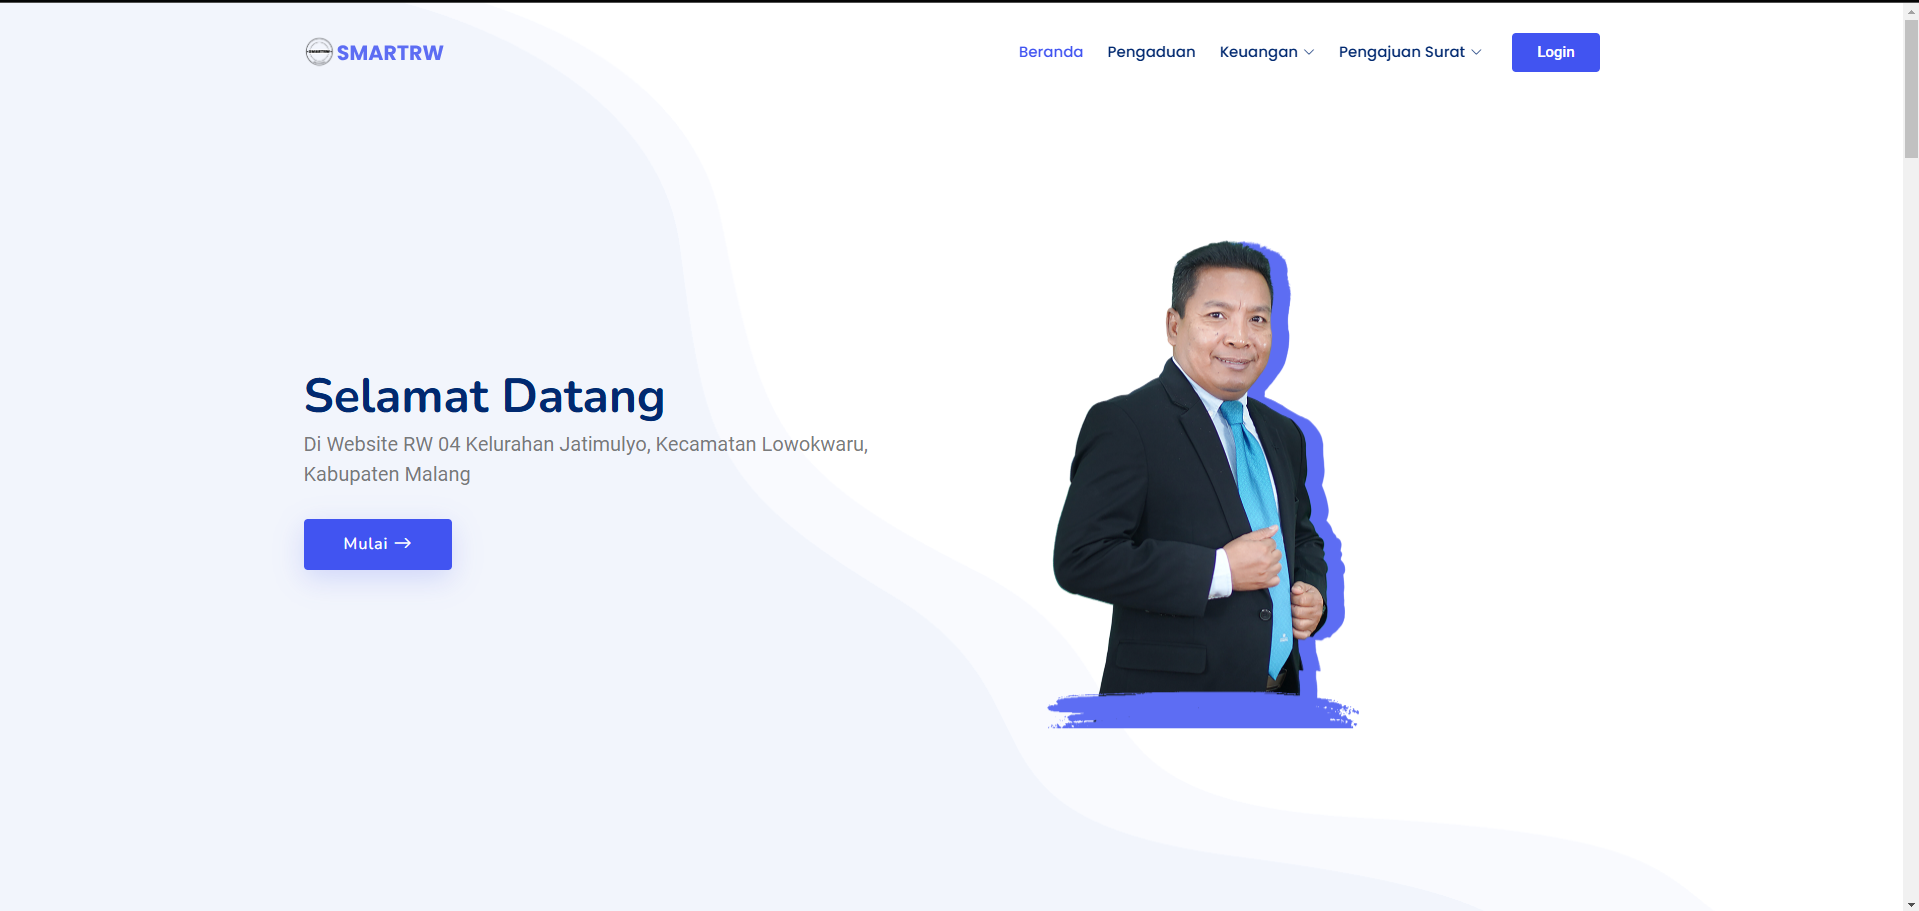 SMARTRW
Beranda
Pengaduan
Keuangan
Pengajuan Surat
Login
Selamat Datang
Di Website RW 04 Kelurahan Jatimulyo, Kecamatan Lowokwaru,
Kabupaten Malang
Mulai →